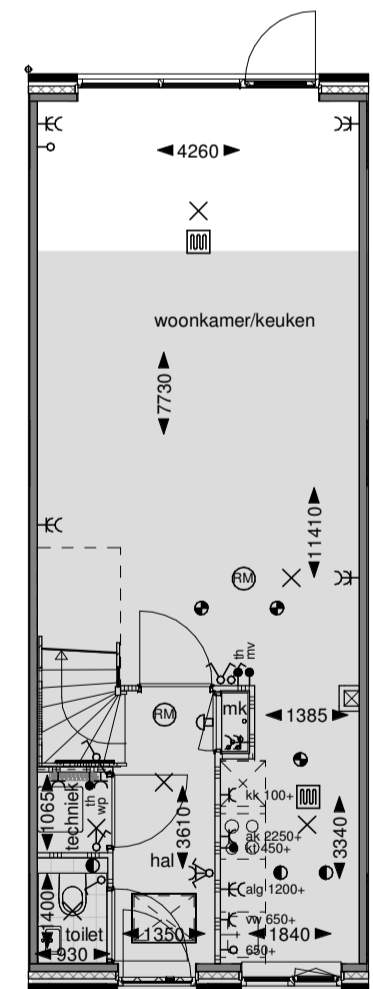 4260
woonkamer/keuken
7730
11410
RM
th
mv
RM
mk
1385
kk 100+
1065
techniek
th
wp
3610
ak 2250+
kt 450+
3340
hal
alg 1200+
1400
toilet
vw 650+
930
1350
650+
1840